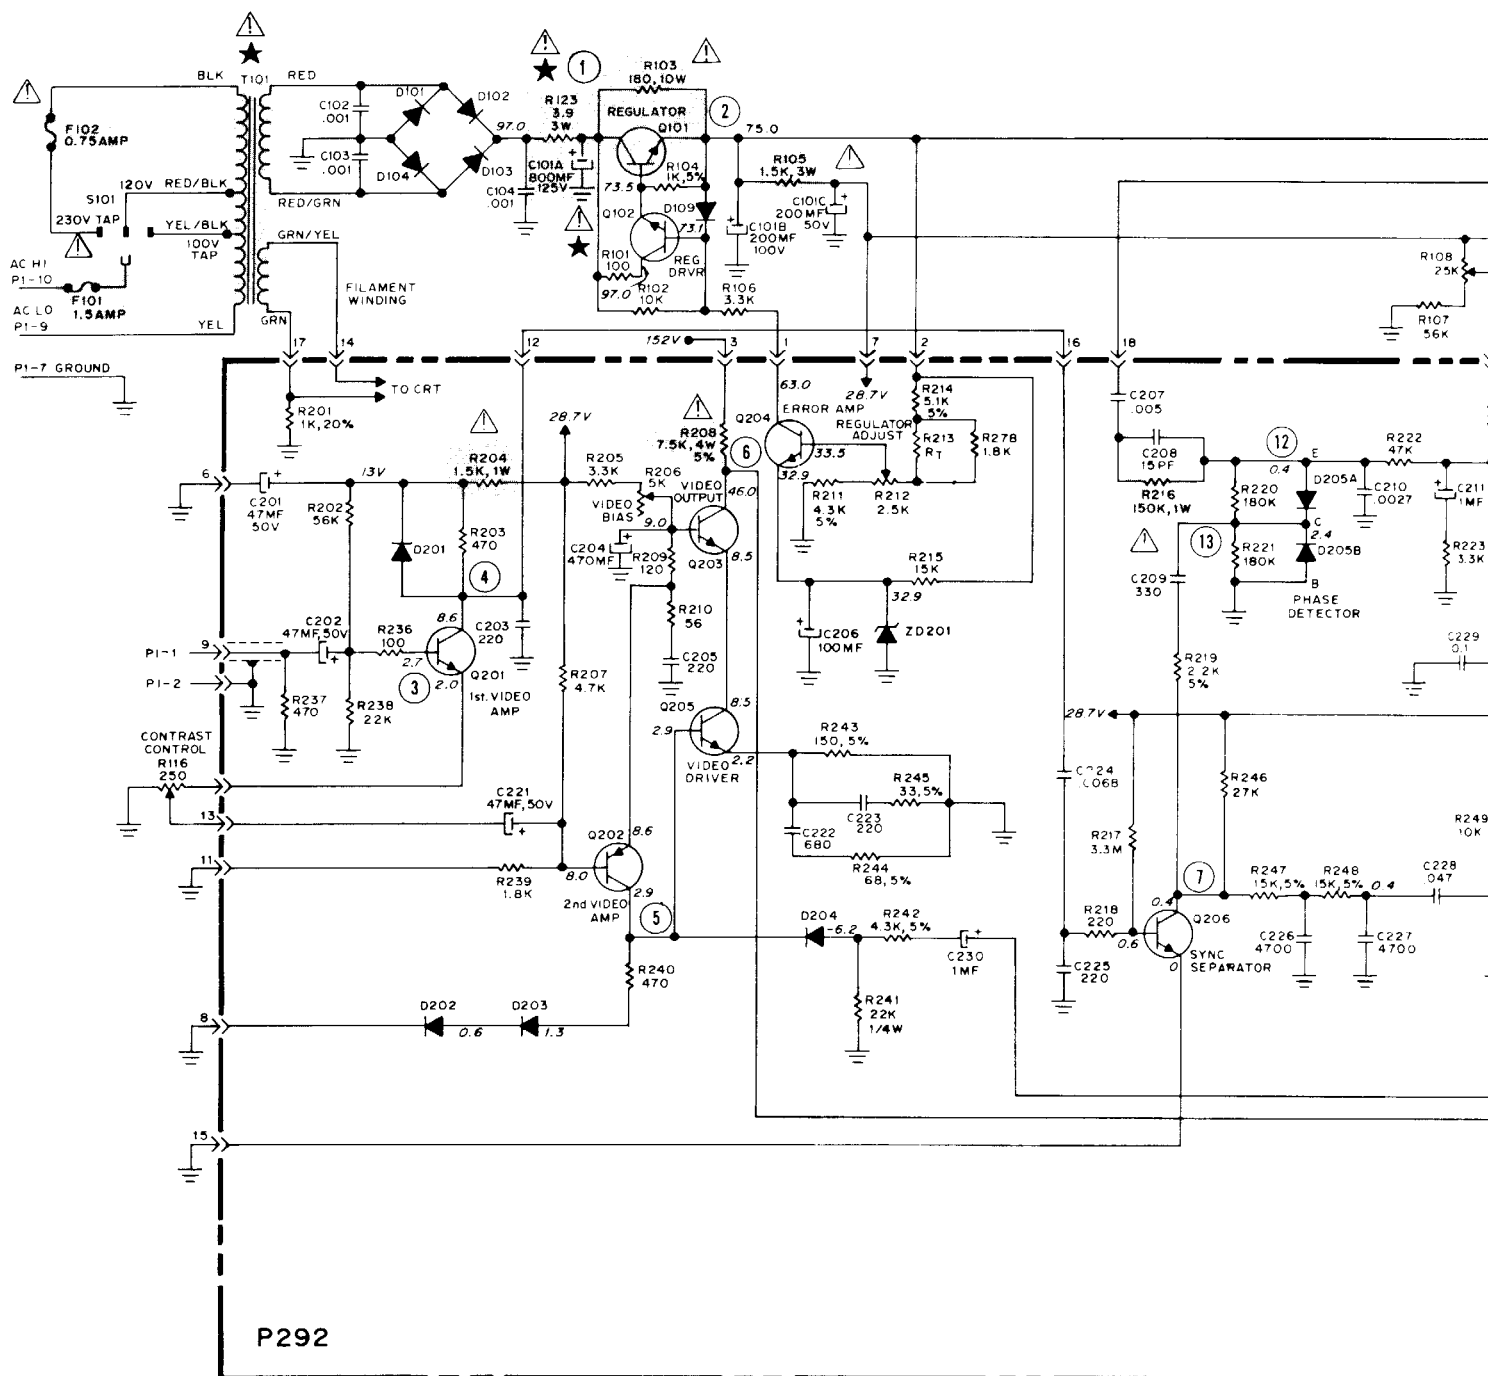 BLK
T101
RED
F102
0.75AMP
C102
.001
C103
.001
D101
D102
D103
D104
97.0
R123
3.9
3W
1
R103
180, 10W
REGULATOR
Q101
2
75.0
C101A
800MF
125V
C104
.001
73.5
R104
1K, 5%
R105
1.5K, 3W
C101C
200MF
50V
C101B
200MF
100V
Q102
D109
73.1
REG
DRVR
R101
100
97.0
R102
10K
R106
3.3K
R108
25K
R107
56K
120V
RED/BLK
S101
230V TAP
YEL/BLK
100V
TAP
RED/GRN
GRN/YEL
FILAMENT
WINDING
AC HI
P1-10
F101
1.5AMP
AC LO
P1-9
YEL
GRN
P1-7 GROUND
17
14
12
152V
3
1
7
2
16
18
TO CRT
R201
1K, 20%
28.7V
R208
7.5K, 4W
5%
6
63.0
ERROR AMP
28.7V
Q204
REGULATOR
ADJUST
33.5
32.9
R214
5.1K
5%
R213
RT
R278
1.8K
R211
4.3K
5%
R212
2.5K
C207
.005
C208
15PF
R216
150K, 1W
12
0.4
E
D205A
R222
47K
R220
180K
C210
.0027
C211
1MF
C
2.4
13
R221
180K
D205B
B
PHASE
DETECTOR
R223
3.3K
C209
330
C229
0.1
R219
2.2K
5%
6
C201
47MF
50V
13V
R202
56K
R204
1.5K, 1W
R203
470
D201
4
R205
3.3K
R206
5K
VIDEO
BIAS
VIDEO
OUTPUT
46.0
9.0
C204
470MF
R209
120
Q203
8.5
R210
56
C205
220
R215
15K
32.9
C206
100MF
ZD201
P1-1
9
P1-2
C202
47MF, 50V
R236
100
8.6
2.7
3
Q201
2.0
1st. VIDEO
AMP
C203
220
R237
470
R238
22K
R207
4.7K
Q205
8.5
2.9
2.2
VIDEO
DRIVER
R243
150, 5%
R245
33, 5%
C223
220
C222
680
R244
68, 5%
28.7V
C224
.0068
R246
27K
R217
3.3M
R249
10K
CONTRAST
CONTROL
R116
250
13
C221
47MF, 50V
Q202
8.6
11
R239
1.8K
8.0
2.9
2nd VIDEO
AMP
5
D204
-6.2
R242
4.3K, 5%
C230
1MF
R241
22K
1/4W
R240
470
7
0.4
Q206
R247
15K, 5%
R248
15K, 5%
0.4
C228
.047
R218
220
0.6
0
SYNC
SEPARATOR
C225
220
C226
4700
C227
4700
8
D202
0.6
D203
1.3
15
P292